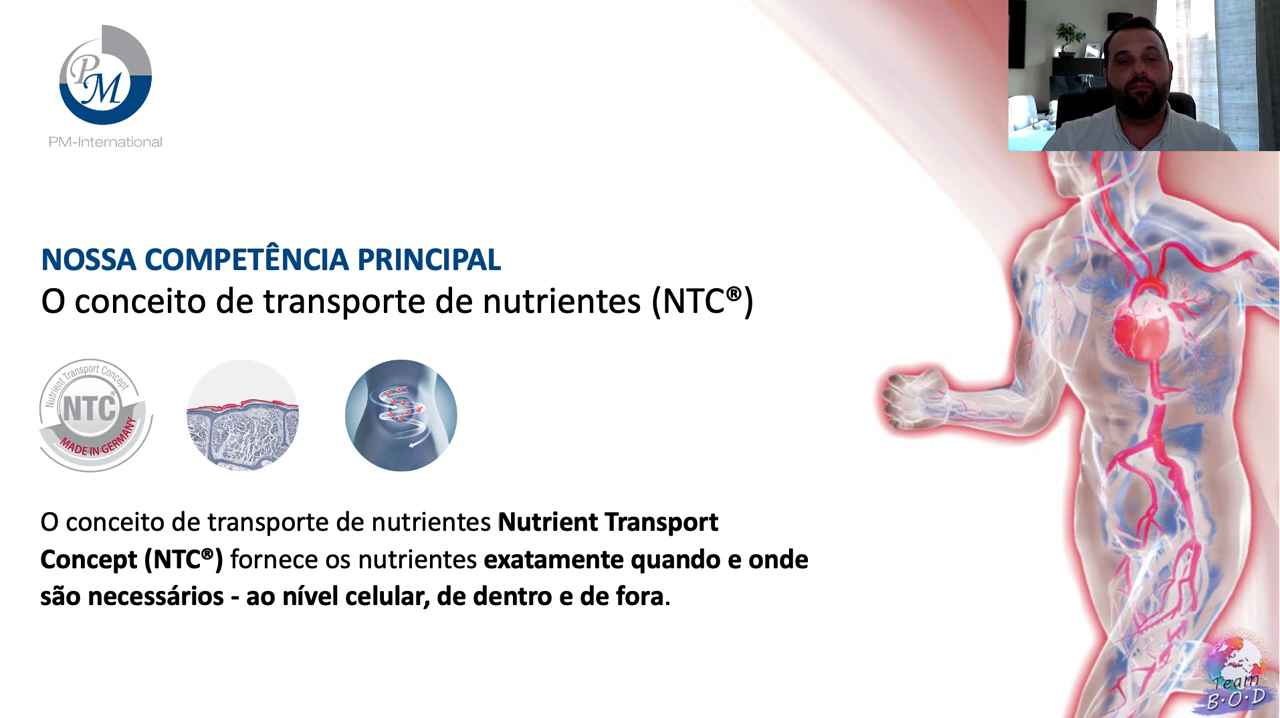 PM
PM-International
NOSSA COMPETÊNCIA PRINCIPAL
O conceito de transporte de nutrientes (NTC®)
Nutrient Transport Concept
NTC®
MADE IN GERMANY
O conceito de transporte de nutrientes Nutrient Transport
Concept (NTC®) fornece os nutrientes exatamente quando e onde
são necessários - ao nível celular, de dentro e de fora.
Team
B•O•D